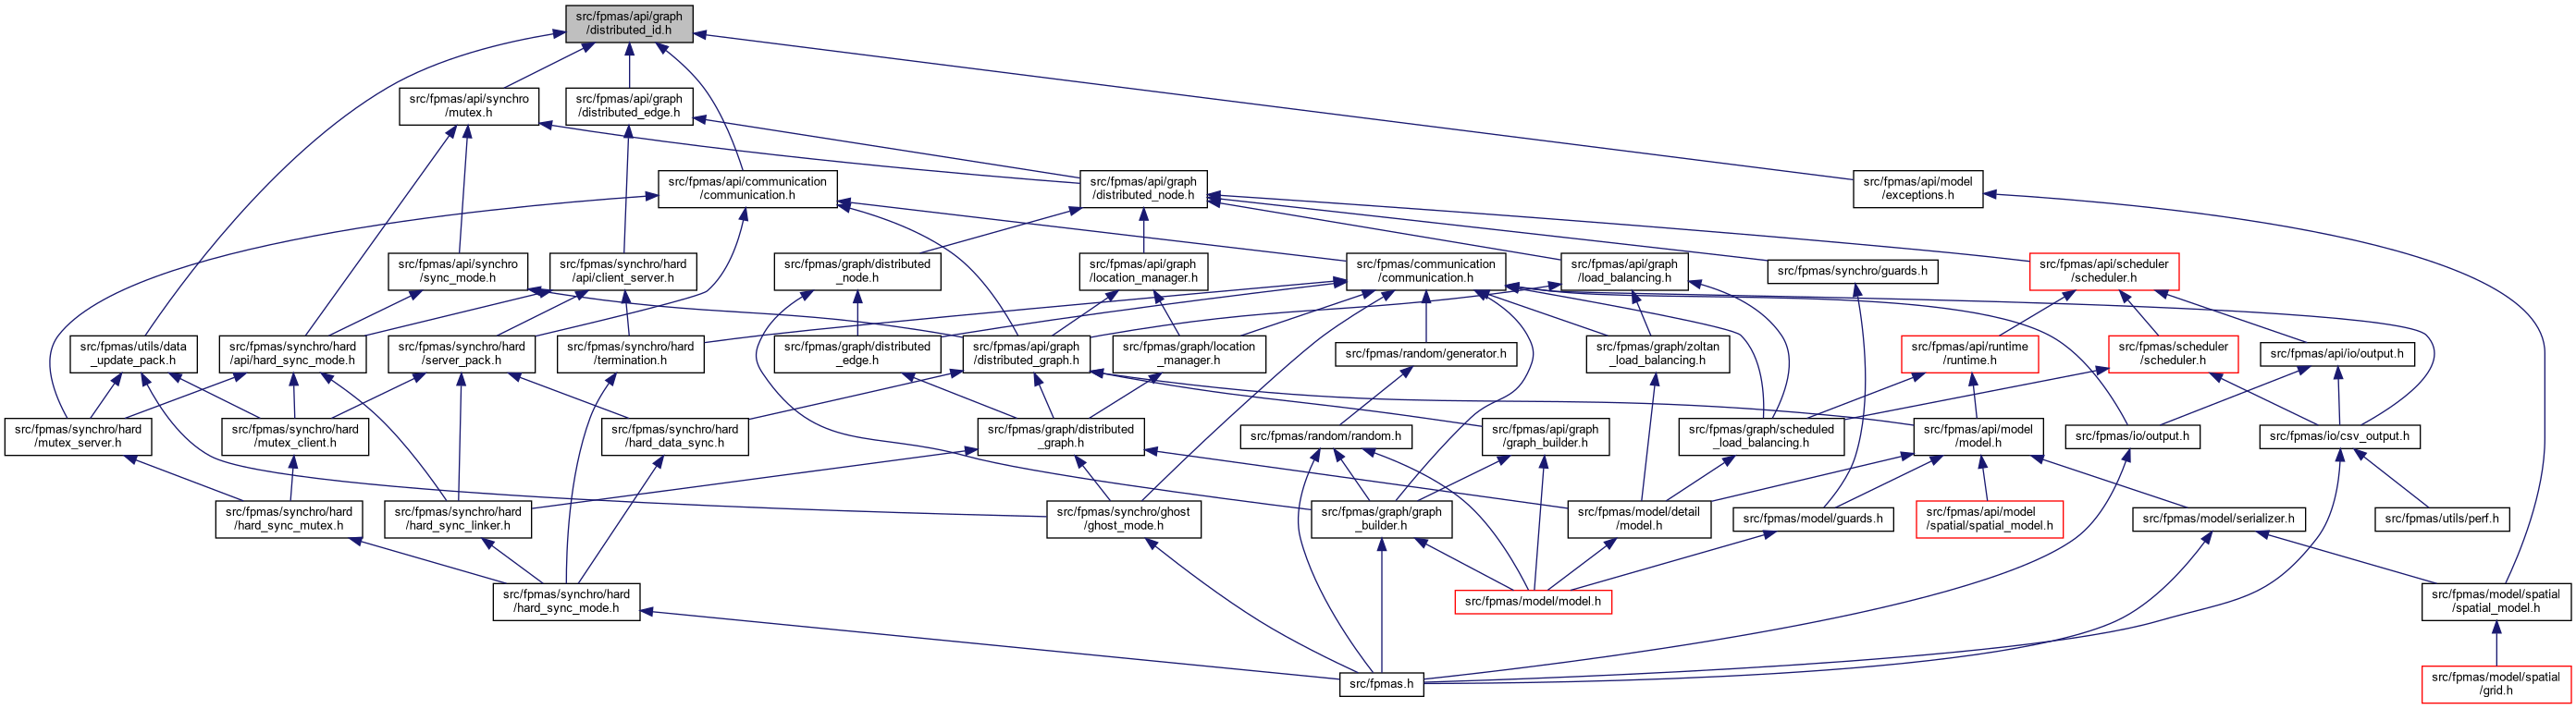 src/fpmas/api/graph
/distributed_id.h
src/fpmas/api/synchro
/mutex.h
src/fpmas/api/graph
/distributed_edge.h
src/fpmas/api/communication
/communication.h
src/fpmas/api/graph
/distributed_node.h
src/fpmas/api/model
/exceptions.h
src/fpmas/api/synchro
/sync_mode.h
src/fpmas/synchro/hard
/api/client_server.h
src/fpmas/graph/distributed
_node.h
src/fpmas/api/graph
/location_manager.h
src/fpmas/communication
/communication.h
src/fpmas/api/graph
/load_balancing.h
src/fpmas/synchro/guards.h
src/fpmas/api/scheduler
/scheduler.h
src/fpmas/utils/data
_update_pack.h
src/fpmas/synchro/hard
/api/hard_sync_mode.h
src/fpmas/synchro/hard
/server_pack.h
src/fpmas/synchro/hard
/termination.h
src/fpmas/graph/distributed
_edge.h
src/fpmas/api/graph
/distributed_graph.h
src/fpmas/graph/location
_manager.h
src/fpmas/random/generator.h
src/fpmas/graph/zoltan
_load_balancing.h
src/fpmas/api/runtime
/runtime.h
src/fpmas/scheduler
/scheduler.h
src/fpmas/api/io/output.h
src/fpmas/synchro/hard
/mutex_server.h
src/fpmas/synchro/hard
/mutex_client.h
src/fpmas/synchro/hard
/hard_data_sync.h
src/fpmas/graph/distributed
_graph.h
src/fpmas/random/random.h
src/fpmas/api/graph
/graph_builder.h
src/fpmas/graph/scheduled
_load_balancing.h
src/fpmas/api/model
/model.h
src/fpmas/io/output.h
src/fpmas/io/csv_output.h
src/fpmas/synchro/hard
/hard_sync_mutex.h
src/fpmas/synchro/hard
/hard_sync_linker.h
src/fpmas/synchro/ghost
/ghost_mode.h
src/fpmas/graph/graph
_builder.h
src/fpmas/model/detail
/model.h
src/fpmas/model/guards.h
src/fpmas/api/model
/spatial/spatial_model.h
src/fpmas/model/serializer.h
src/fpmas/utils/perf.h
src/fpmas/synchro/hard
/hard_sync_mode.h
src/fpmas/model/model.h
src/fpmas/model/spatial
/spatial_model.h
src/fpmas.h
src/fpmas/model/spatial
/grid.h